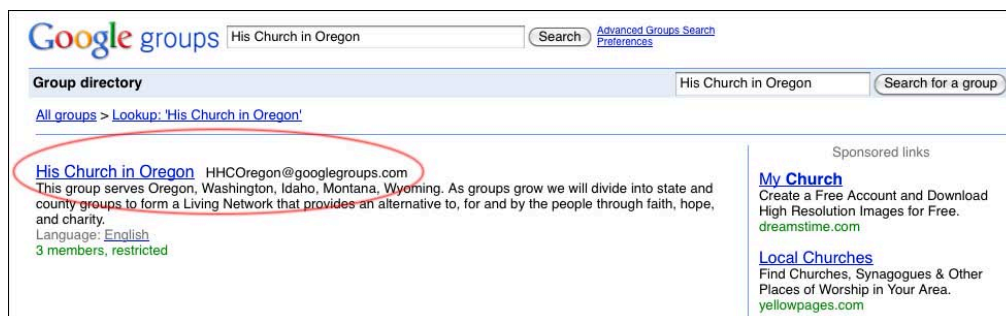 Google groups His Church in Oregon Search Advanced Groups Search
Preferences
Group directory His Church in Oregon Search for a group
All groups > Lookup: 'His Church in Oregon'
His Church in Oregon HHCOregon@googlegroups.com
This group serves Oregon, Washington, Idaho, Montana, Wyoming. As groups grow we will divide into state and
county groups to form a Living Network that provides an alternative to, for and by the people through faith, hope,
and charity.
Language: English
3 members, restricted
Sponsored links
My Church
Create a Free Account and Download
High Resolution Images for Free.
dreamstime.com
Local Churches
Find Churches, Synagogues & Other
Places of Worship in Your Area.
yellowpages.com